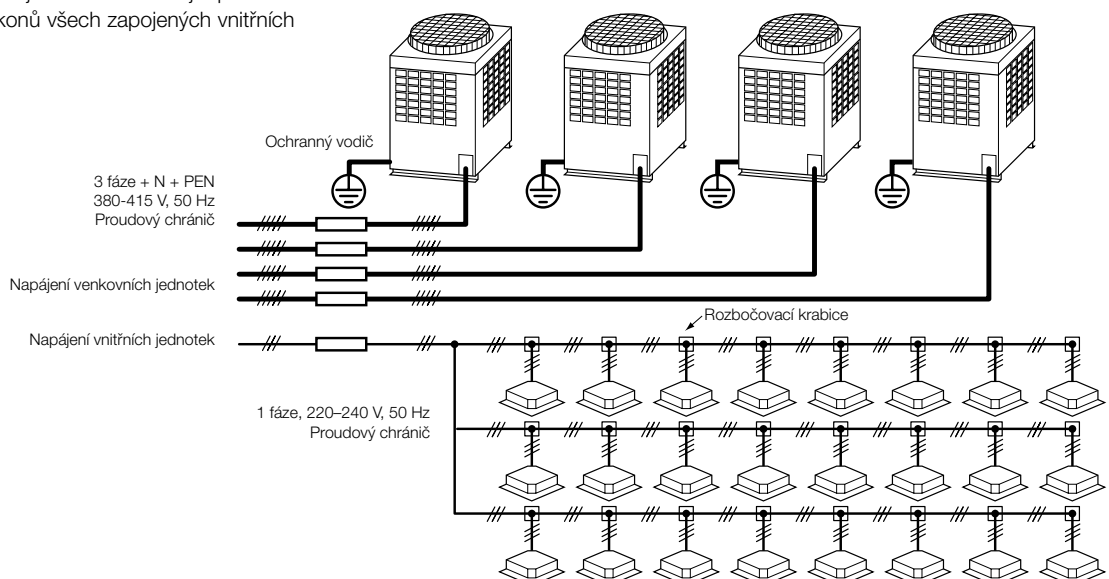 konů všech zapojených vnitřních
Ochranný vodič
3 fáze + N + PEN
380-415 V, 50 Hz
Proudový chránič
Napájení venkovních jednotek
Rozbočovací krabice
Napájení vnitřních jednotek
1 fáze, 220–240 V, 50 Hz
Proudový chránič